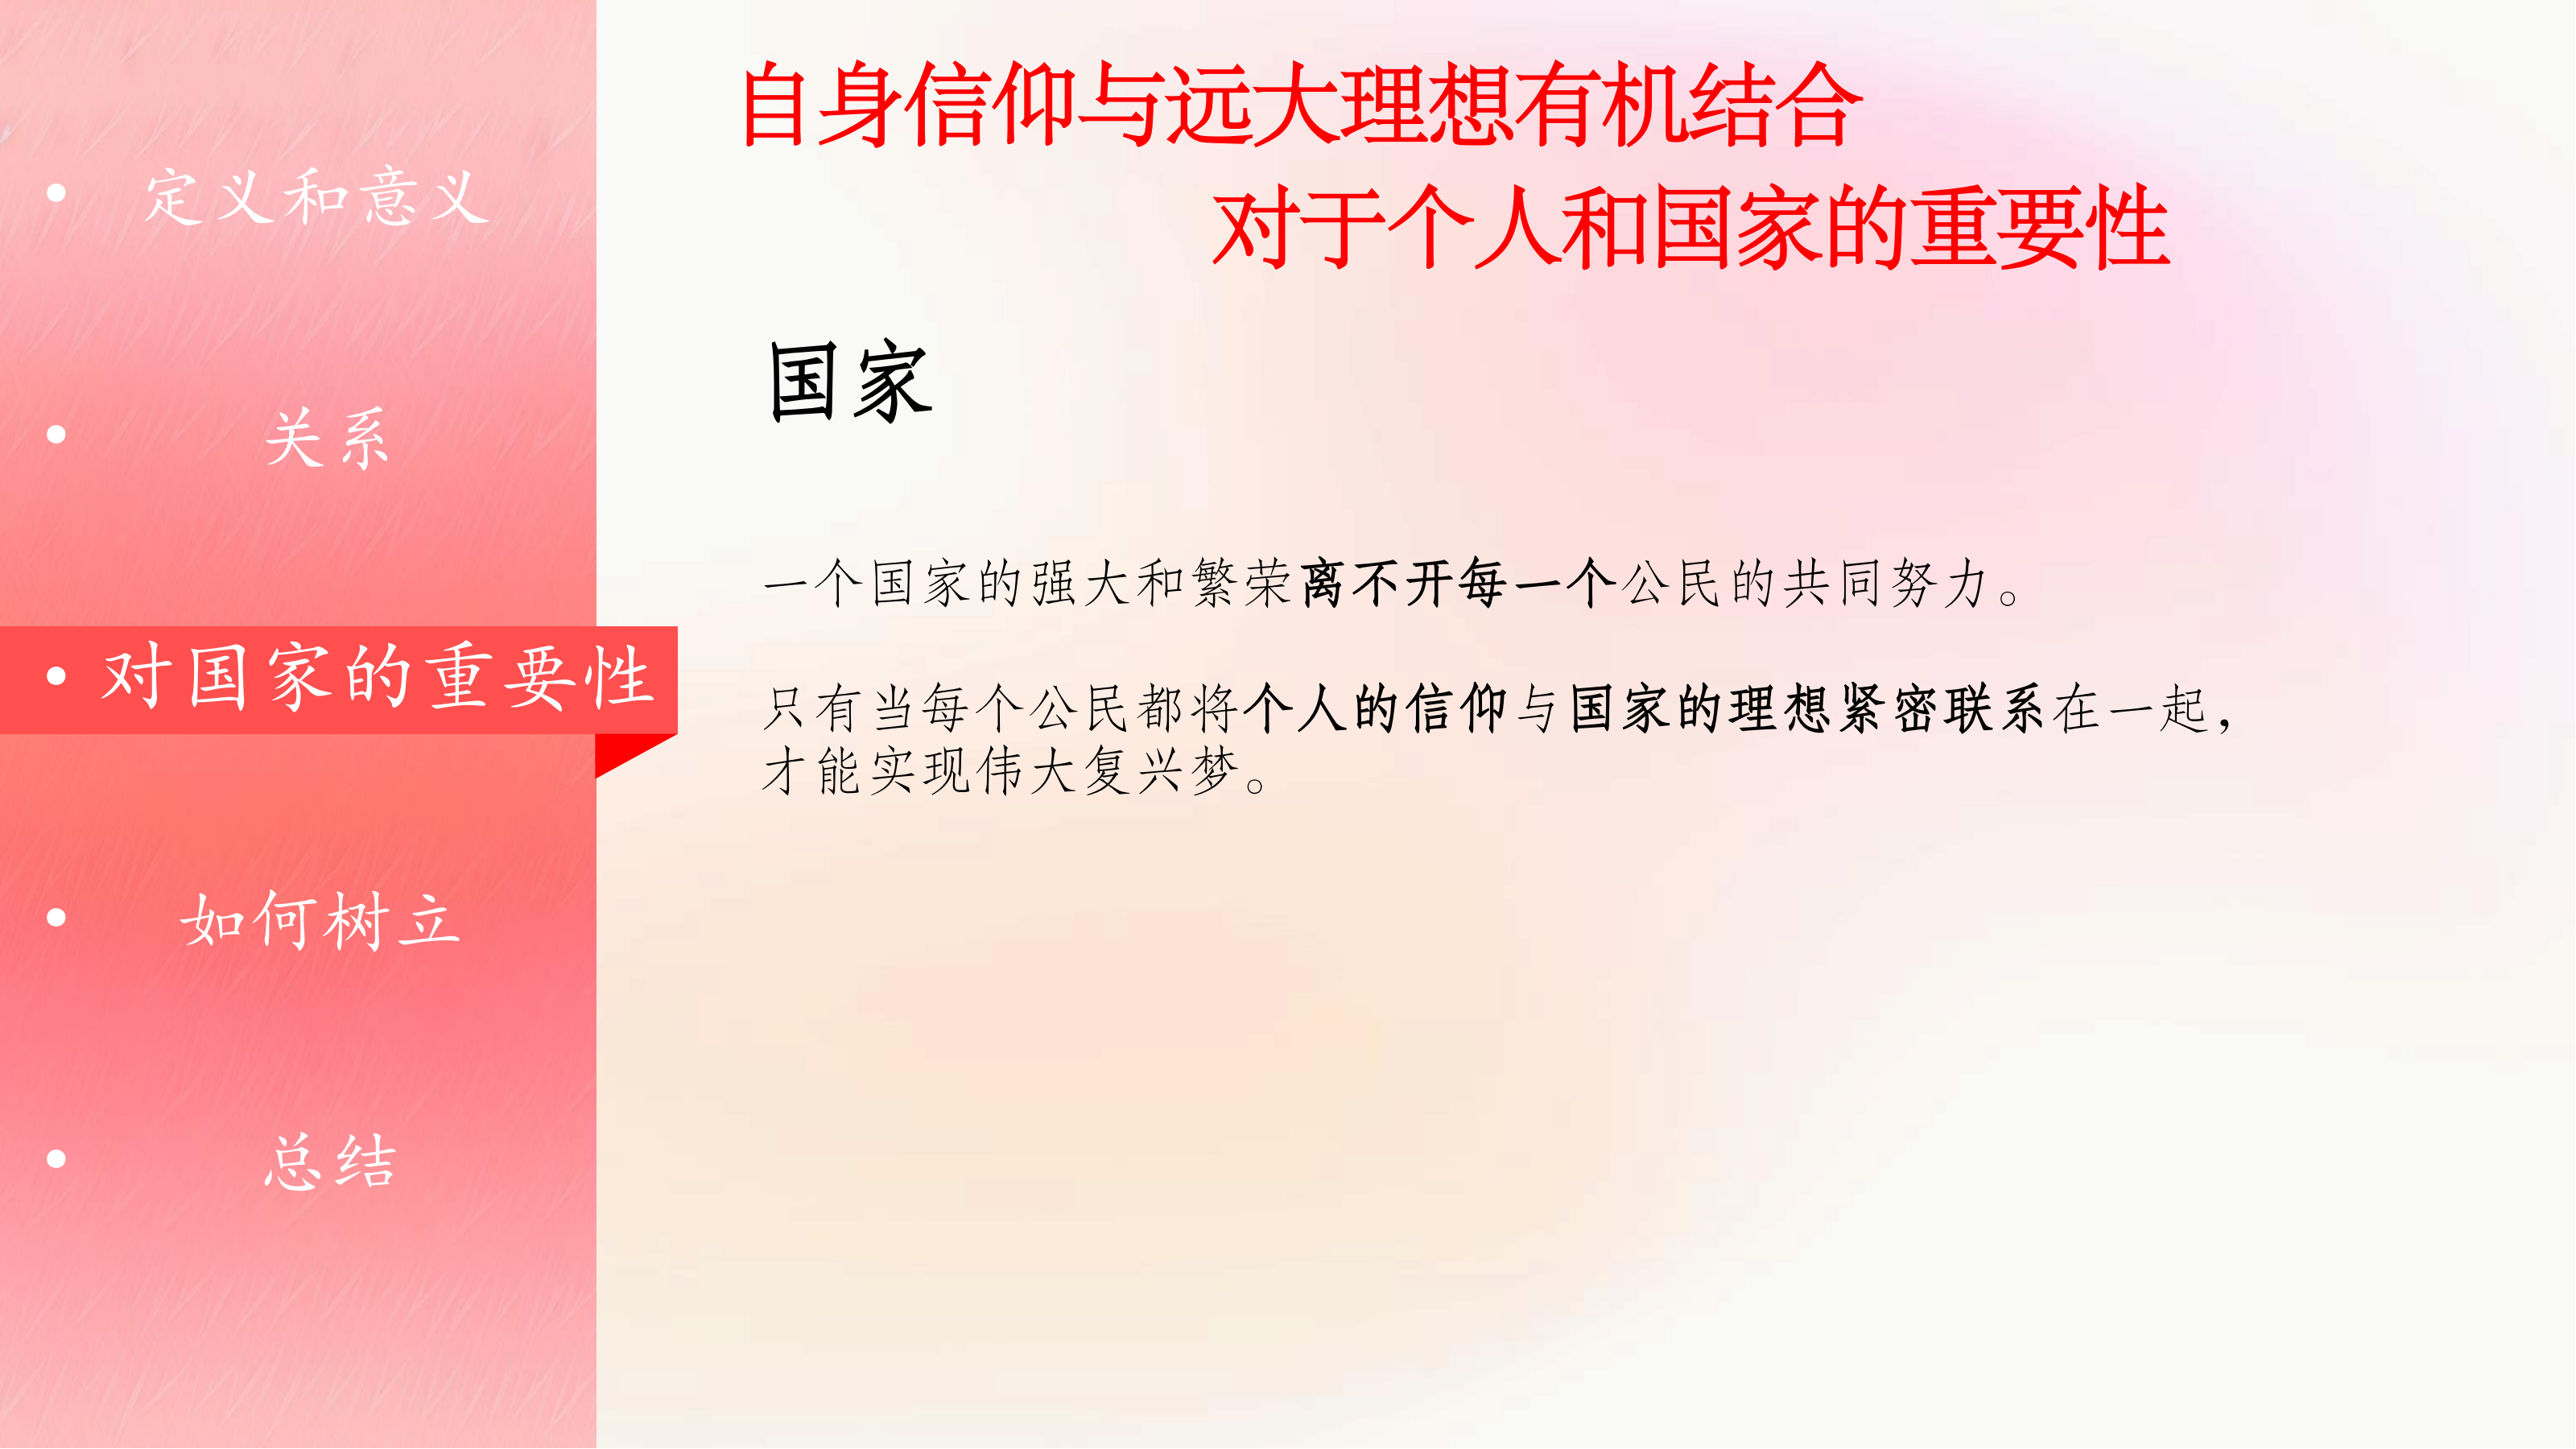 • 定义和意义
• 关系
• 对国家的重要性
• 如何树立
• 总结
自身信仰与远大理想有机结合
对于个人和国家的重要性
国家
一个国家的强大和繁荣离不开每一个公民的共同努力。
只有当每个公民都将个人的信仰与国家的理想紧密联系在一起，
才能实现伟大复兴梦。